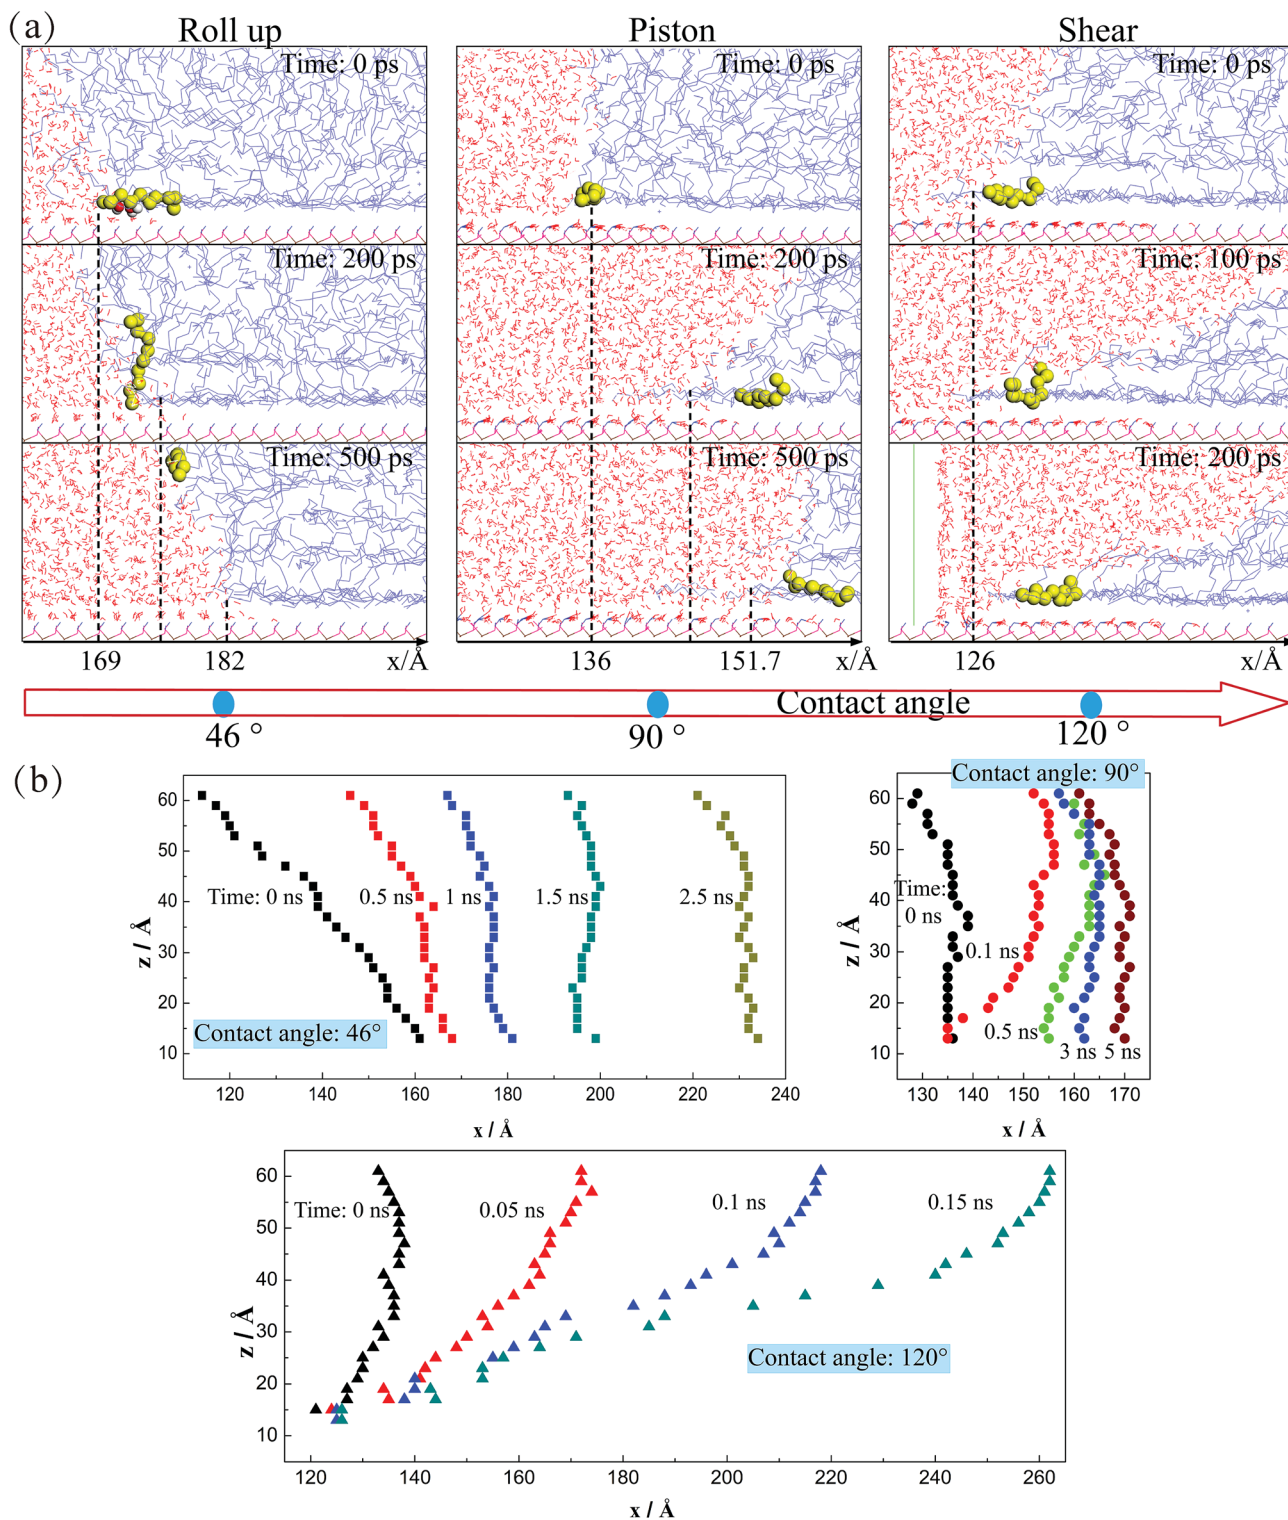 (a)
Roll up
Piston
Shear
Time: 0 ps
Time: 0 ps
Time: 0 ps
Time: 200 ps
Time: 200 ps
Time: 100 ps
Time: 500 ps
Time: 500 ps
Time: 200 ps
169
182
x/Å
136
151.7
x/Å
126
x/Å
Contact angle
46 °
90 °
120 °
(b)
60
50
40
30
20
10
z / Å
Time: 0 ns
0.5 ns
1 ns
1.5 ns
2.5 ns
Contact angle: 46°
120
140
160
180
200
220
240
x / Å
Contact angle: 90°
60
50
40
30
20
10
z / Å
Time:
0 ns
0.1 ns
0.5 ns
3 ns
5 ns
130
140
150
160
170
x / Å
60
50
40
30
20
10
z / Å
Time: 0 ns
0.05 ns
0.1 ns
0.15 ns
Contact angle: 120°
120
140
160
180
200
220
240
260
x / Å